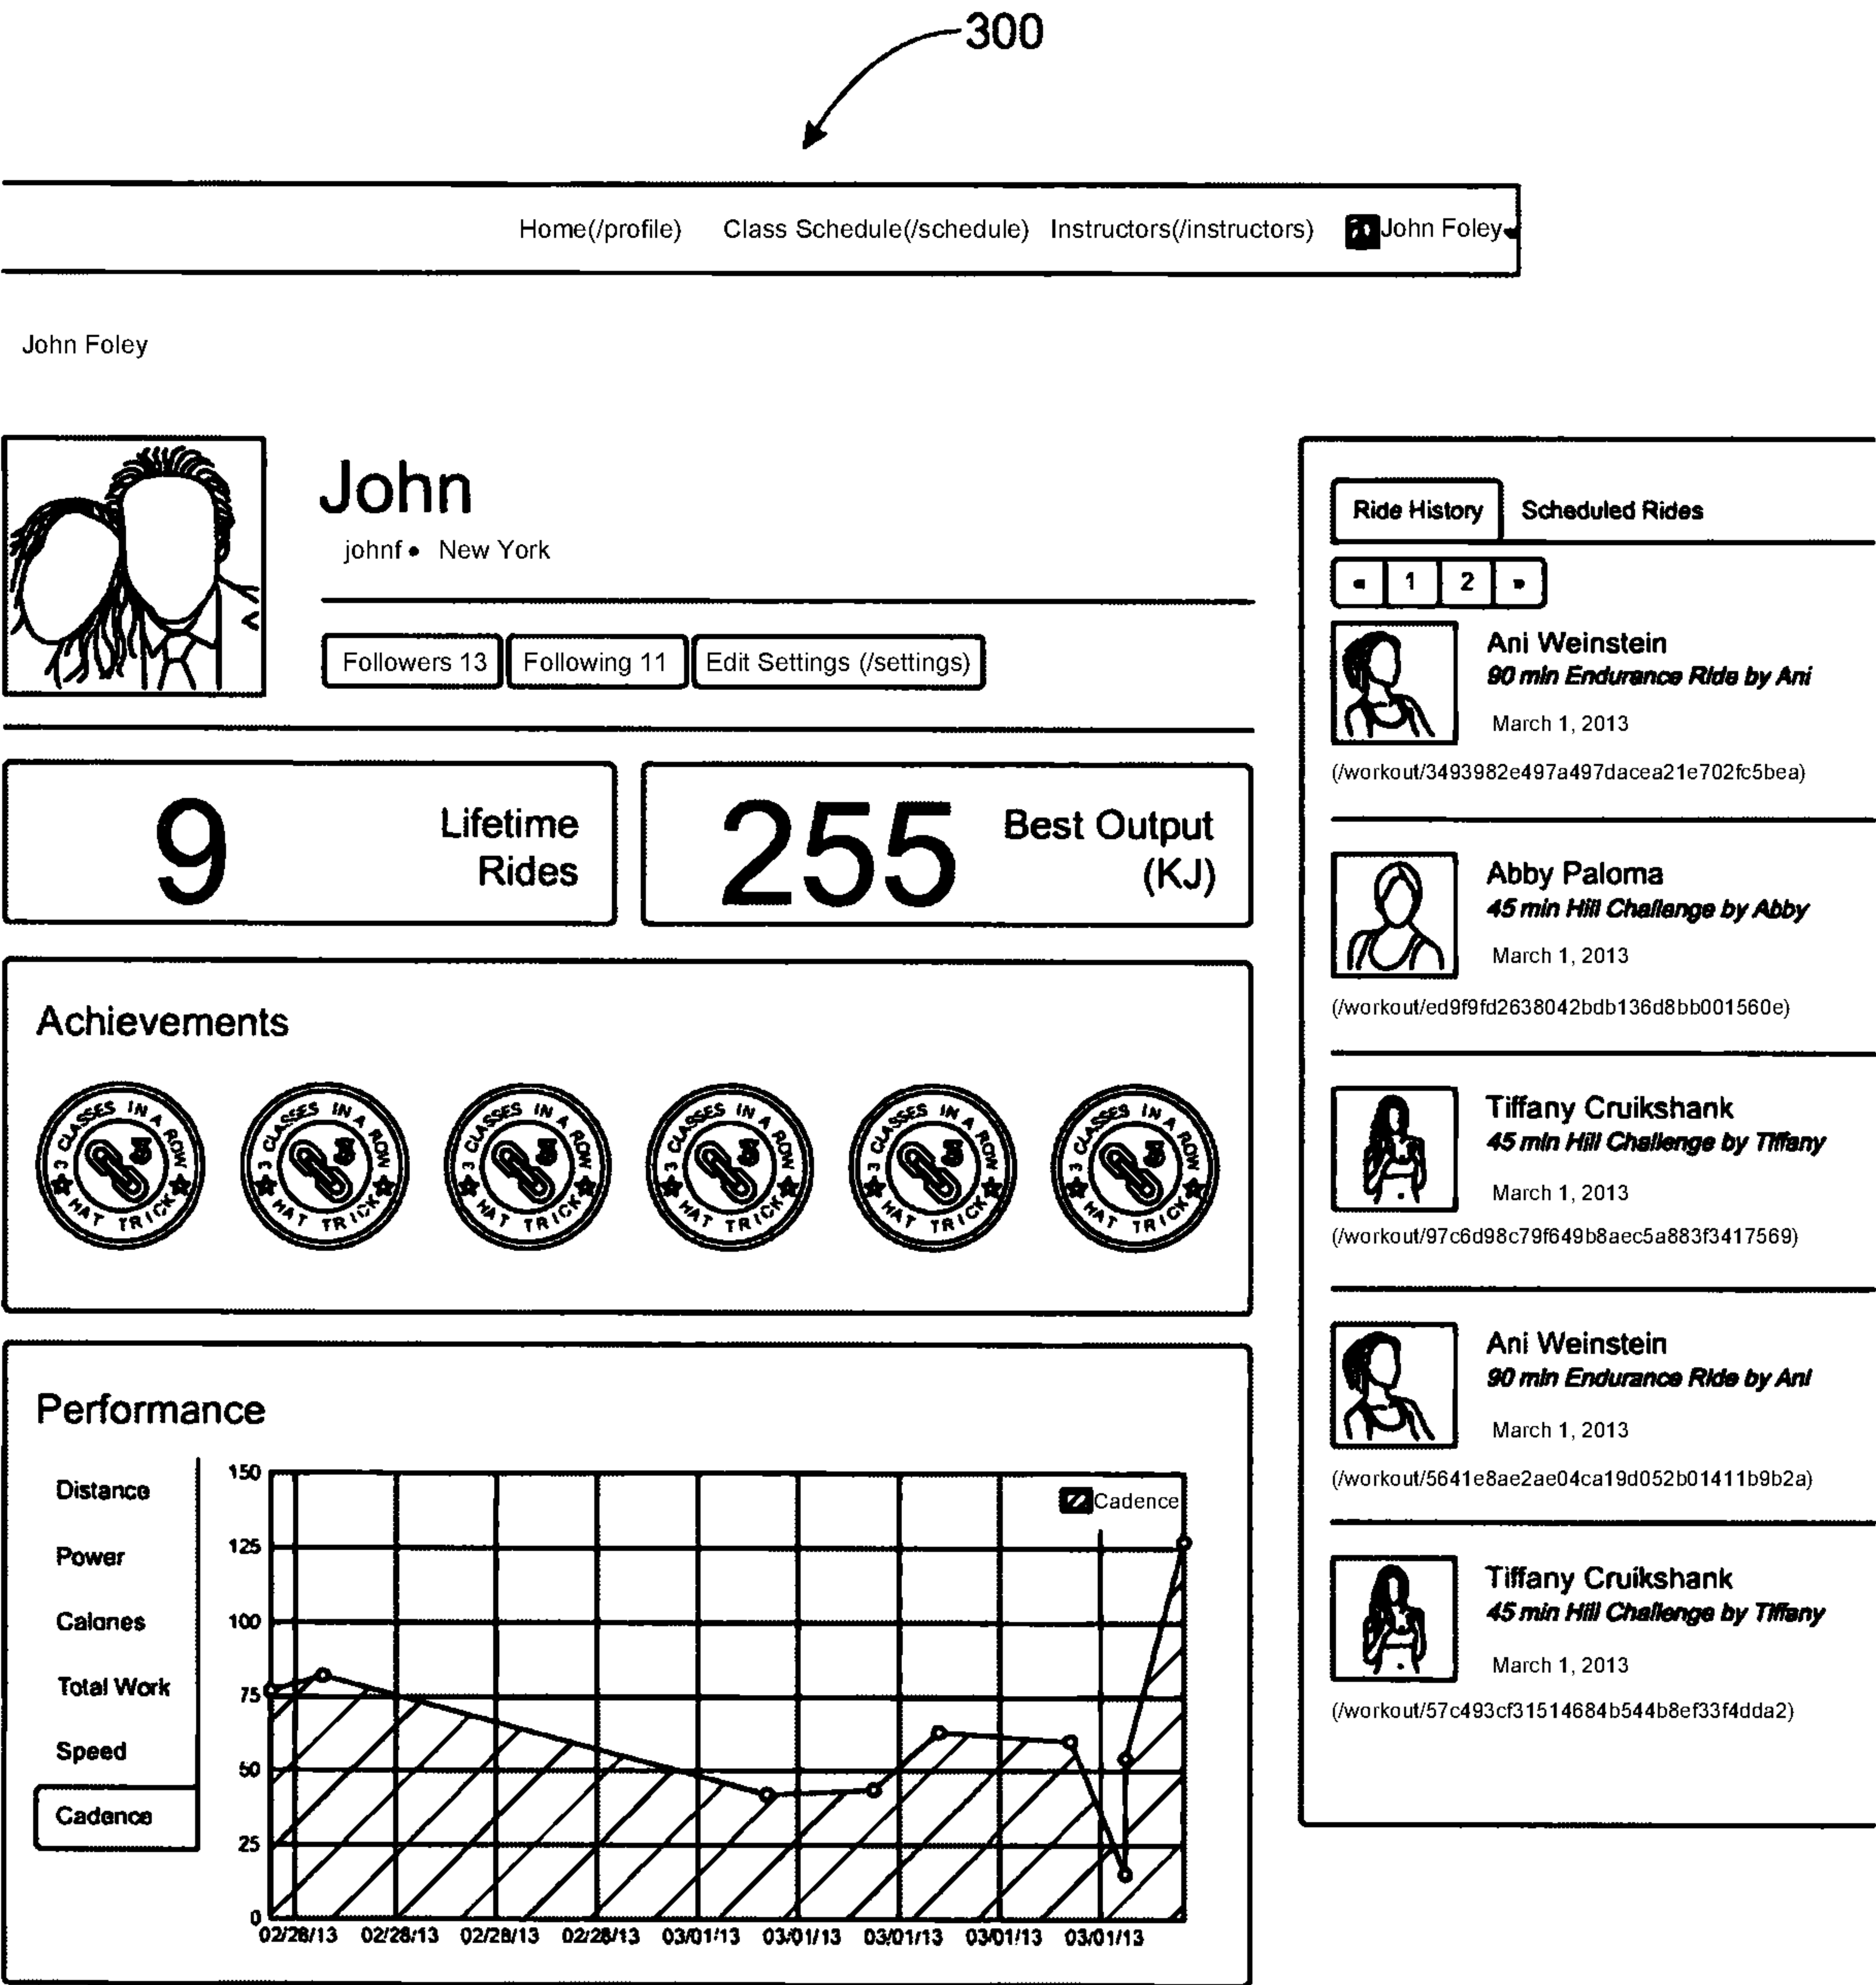 300
Home(/profile) Class Schedule(/schedule) Instructors(/instructors) John Foley
John Foley
John
johnf • New York
Followers 13 Following 11 Edit Settings (/settings)
9 Lifetime Rides
255 Best Output (KJ)
Achievements
3 CLASSES IN A ROW HAT TRICK 3
3 CLASSES IN A ROW HAT TRICK 3
3 CLASSES IN A ROW HAT TRICK 3
3 CLASSES IN A ROW HAT TRICK 3
3 CLASSES IN A ROW HAT TRICK 3
3 CLASSES IN A ROW HAT TRICK 3
Performance
Distance
Power
Calories
Total Work
Speed
Cadence
Cadence
150
125
100
75
50
25
0
02/28/13 02/28/13 02/28/13 02/28/13 03/01/13 03/01/13 03/01/13 03/01/13 03/01/13
Ride History Scheduled Rides
« 1 2 »
Ani Weinstein
90 min Endurance Ride by Ani
March 1, 2013
(/workout/3493982e497a497dacea21e702fc5bea)
Abby Paloma
45 min Hill Challenge by Abby
March 1, 2013
(/workout/ed9f9fd2638042bdb136d8bb001560e)
Tiffany Cruikshank
45 min Hill Challenge by Tiffany
March 1, 2013
(/workout/97c6d98c79f649b8aec5a883f3417569)
Ani Weinstein
90 min Endurance Ride by Ani
March 1, 2013
(/workout/5641e8ae2ae04ca19d052b01411b9b2a)
Tiffany Cruikshank
45 min Hill Challenge by Tiffany
March 1, 2013
(/workout/57c493cf31514684b544b8ef33f4dda2)